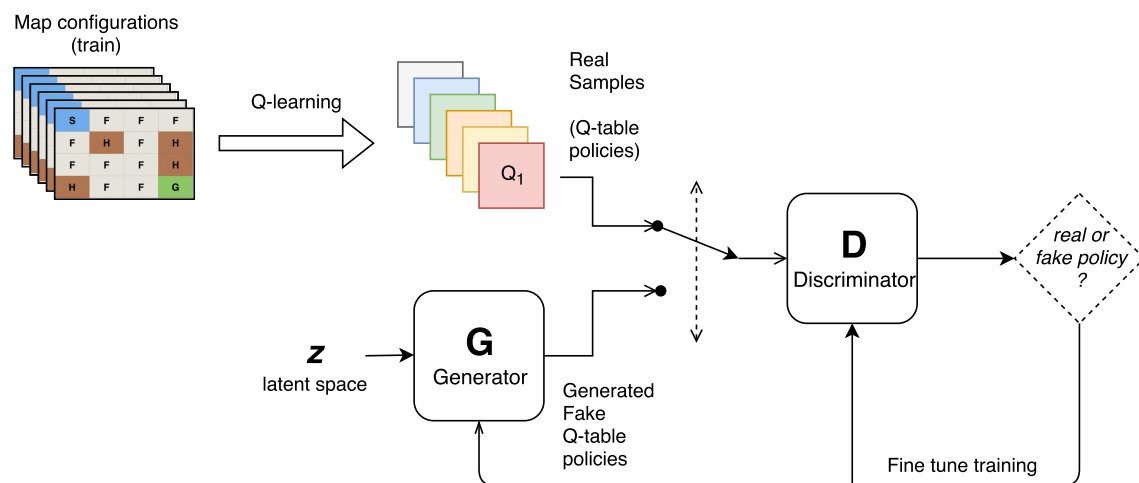 Map configurations
(train)
S F F F
F H F H
F F F H
H F F G
Q-learning
Q1
Real
Samples
(Q-table
policies)
D
Discriminator
real or
fake policy
?
z
latent space
G
Generator
Generated
Fake
Q-table
policies
Fine tune training